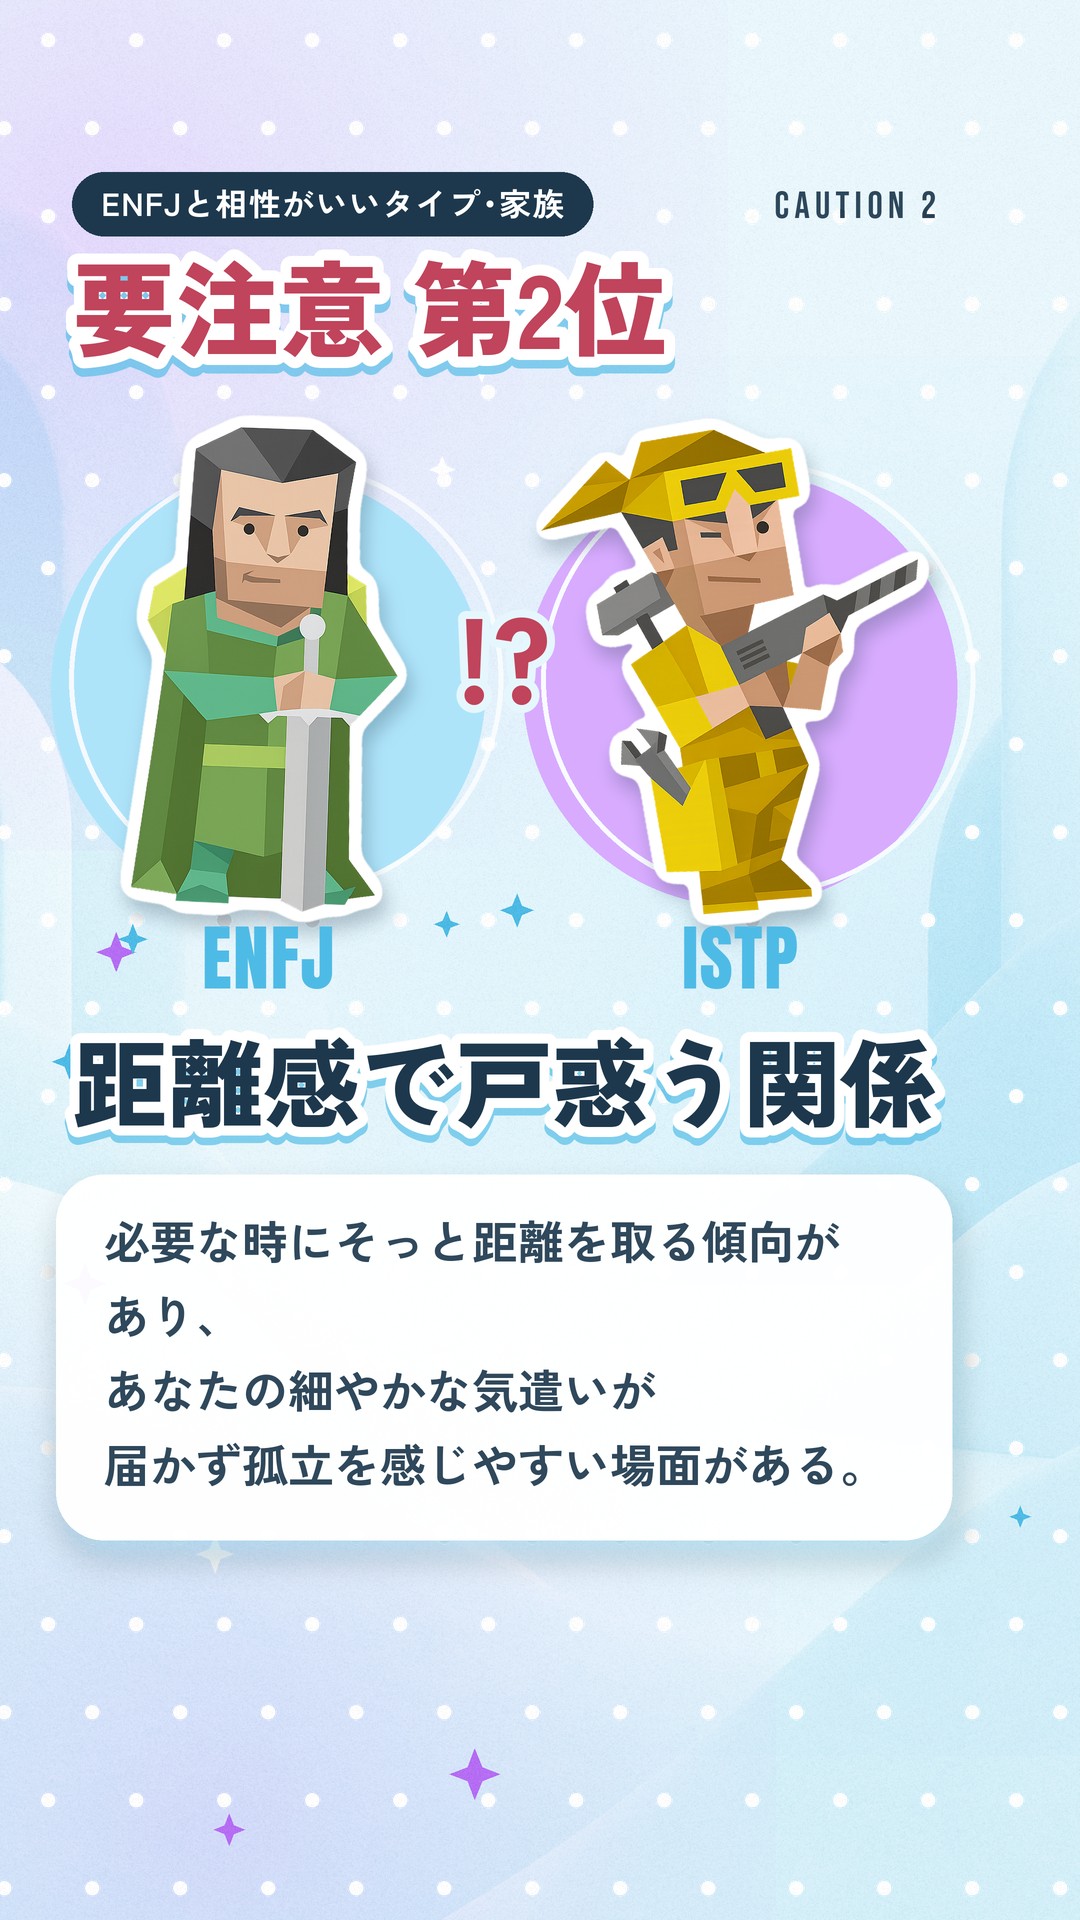 ENFJと相性がいいタイプ・家族
CAUTION 2
要注意 第2位
!?
ENFJ
ISTP
距離感で戸惑う関係
必要な時にそっと距離を取る傾向が
あり、
あなたの細やかな気遣いが
届かず孤立を感じやすい場面がある。